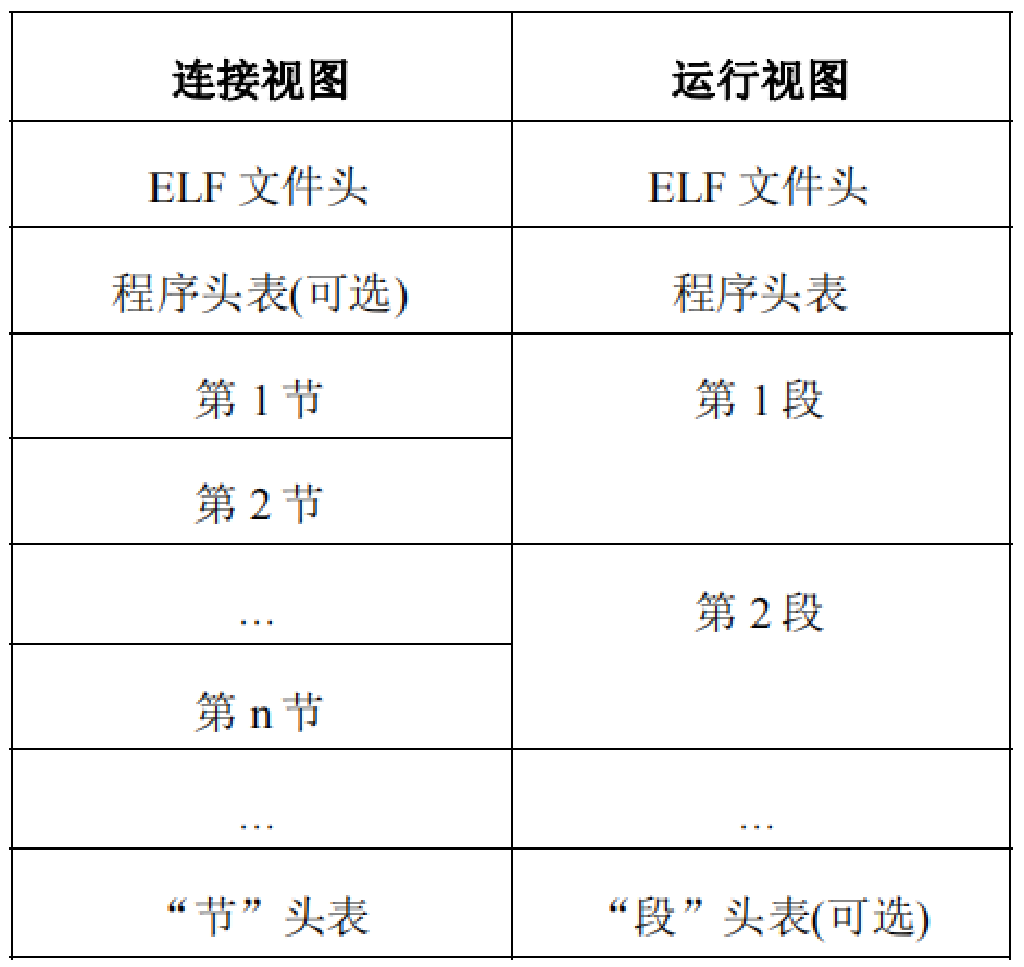 连接视图 运行视图
ELF 文件头 ELF 文件头
程序头表(可选) 程序头表
第 1 节 第 1 段
第 2 节
… 第 2 段
第 n 节
… …
“节”头表 “段”头表(可选)